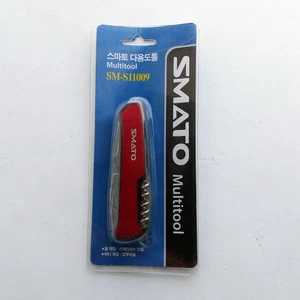 스마토 다용도툴
Multitool
SM-S11009
SMATO
Multitool
SMATO